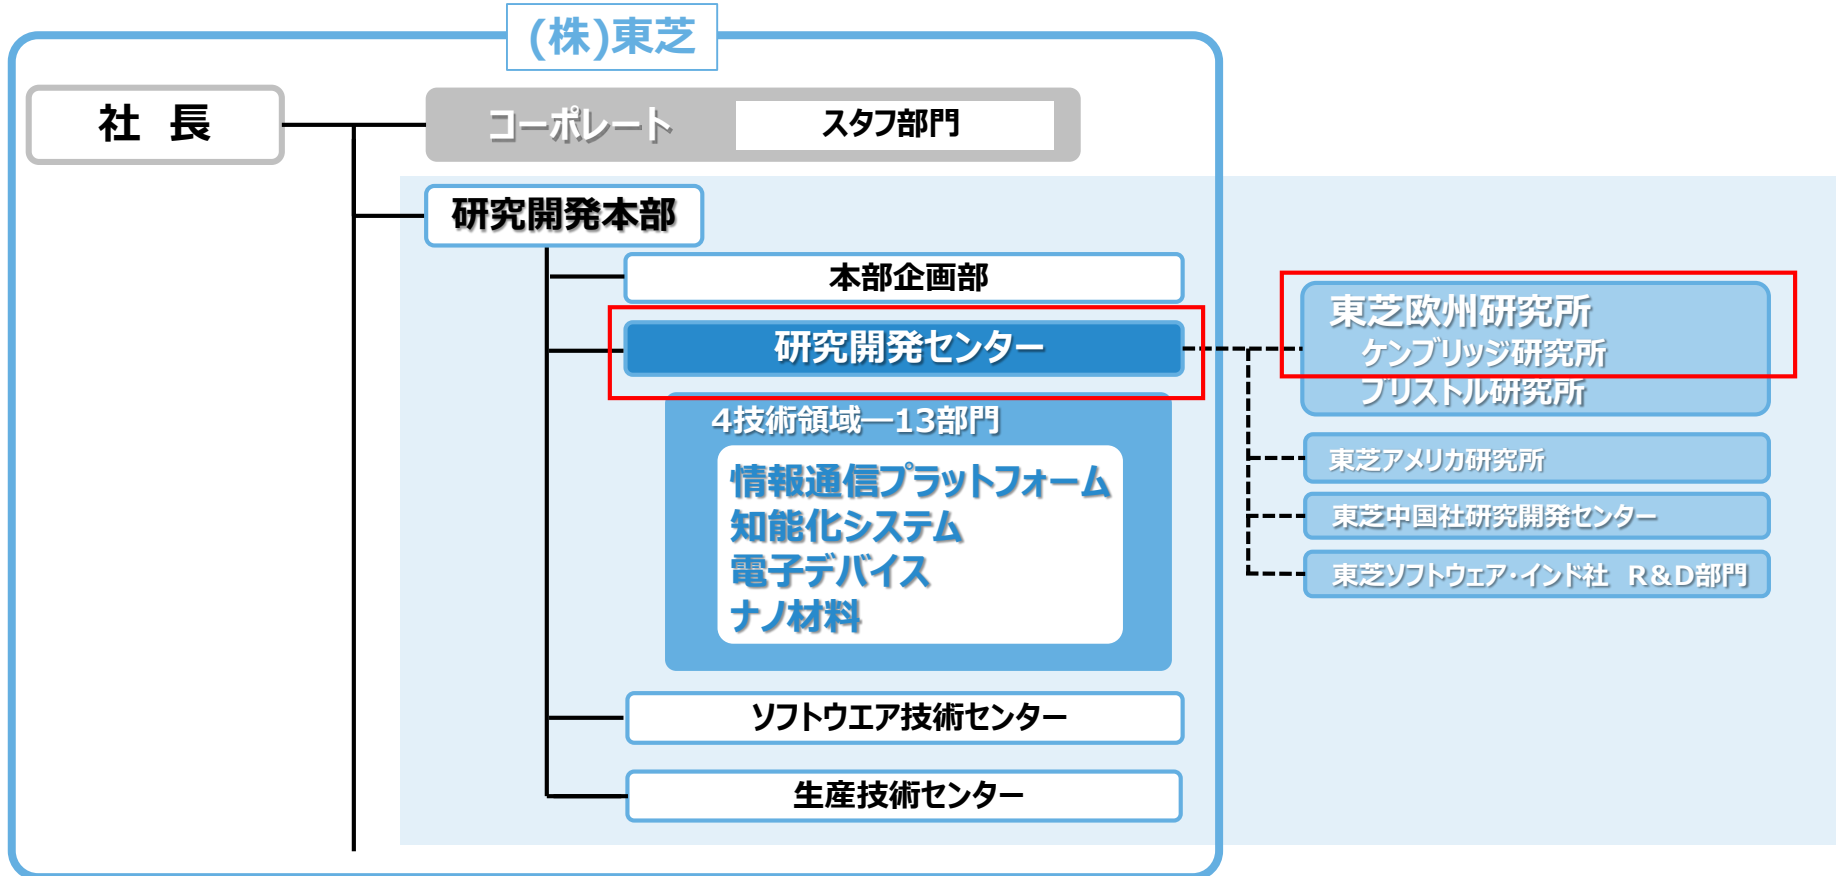 (株)東芝
社 長
コーポレート
スタフ部門
研究開発本部
本部企画部
研究開発センター
4技術領域―13部門
情報通信プラットフォーム
知能化システム
電子デバイス
ナノ材料
ソフトウエア技術センター
生産技術センター
東芝欧州研究所
ケンブリッジ研究所
ブリストル研究所
東芝アメリカ研究所
東芝中国社研究開発センター
東芝ソフトウェア・インド社 R&D部門